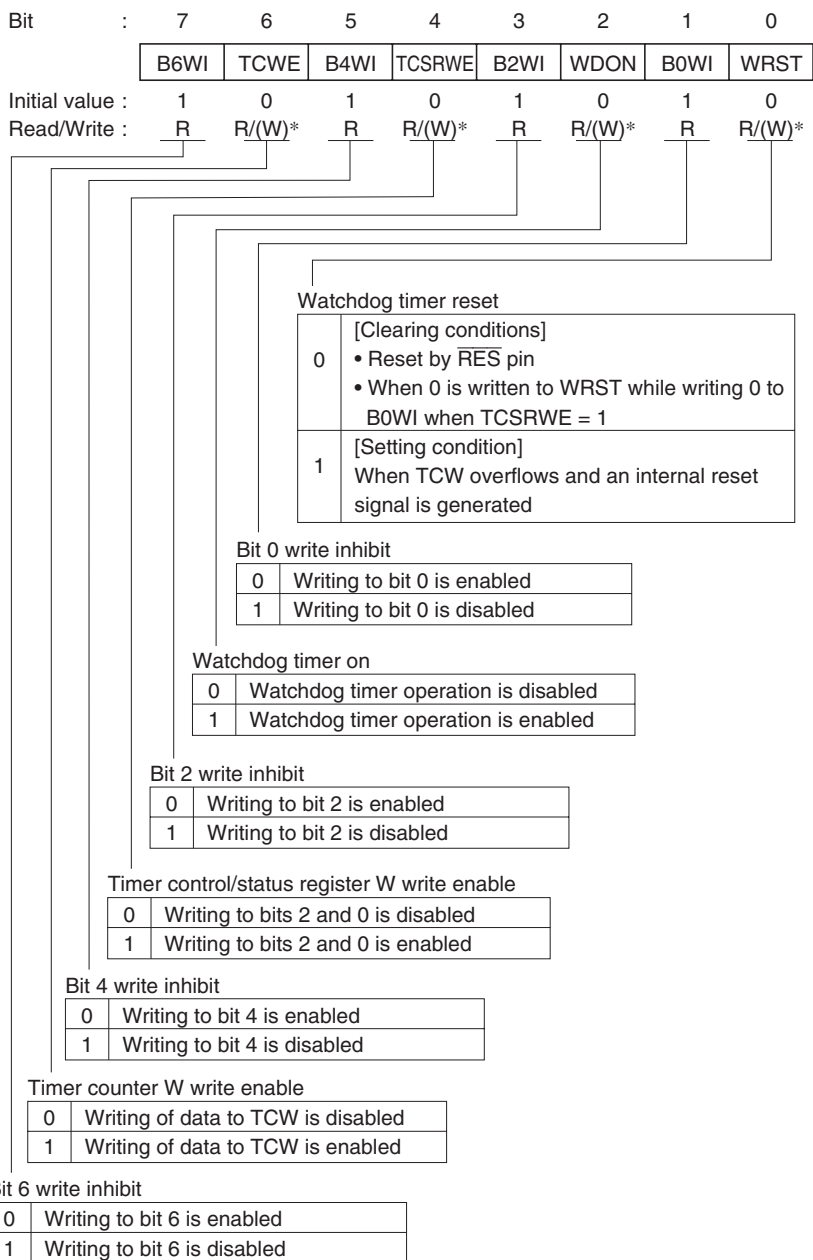 Bit : 7 6 5 4 3 2 1 0
B6WI TCWE B4WI TCSRWE B2WI WDON B0WI WRST
Initial value : 1 0 1 0 1 0 1 0
Read/Write : R R/(W)* R R/(W)* R R/(W)* R R/(W)*
Watchdog timer reset
0 [Clearing conditions]
• Reset by R̅E̅S̅ pin
• When 0 is written to WRST while writing 0 to
B0WI when TCSRWE = 1
1 [Setting condition]
When TCW overflows and an internal reset
signal is generated
Bit 0 write inhibit
0 Writing to bit 0 is enabled
1 Writing to bit 0 is disabled
Watchdog timer on
0 Watchdog timer operation is disabled
1 Watchdog timer operation is enabled
Bit 2 write inhibit
0 Writing to bit 2 is enabled
1 Writing to bit 2 is disabled
Timer control/status register W write enable
0 Writing to bits 2 and 0 is disabled
1 Writing to bits 2 and 0 is enabled
Bit 4 write inhibit
0 Writing to bit 4 is enabled
1 Writing to bit 4 is disabled
Timer counter W write enable
0 Writing of data to TCW is disabled
1 Writing of data to TCW is enabled
it 6 write inhibit
0 Writing to bit 6 is enabled
1 Writing to bit 6 is disabled